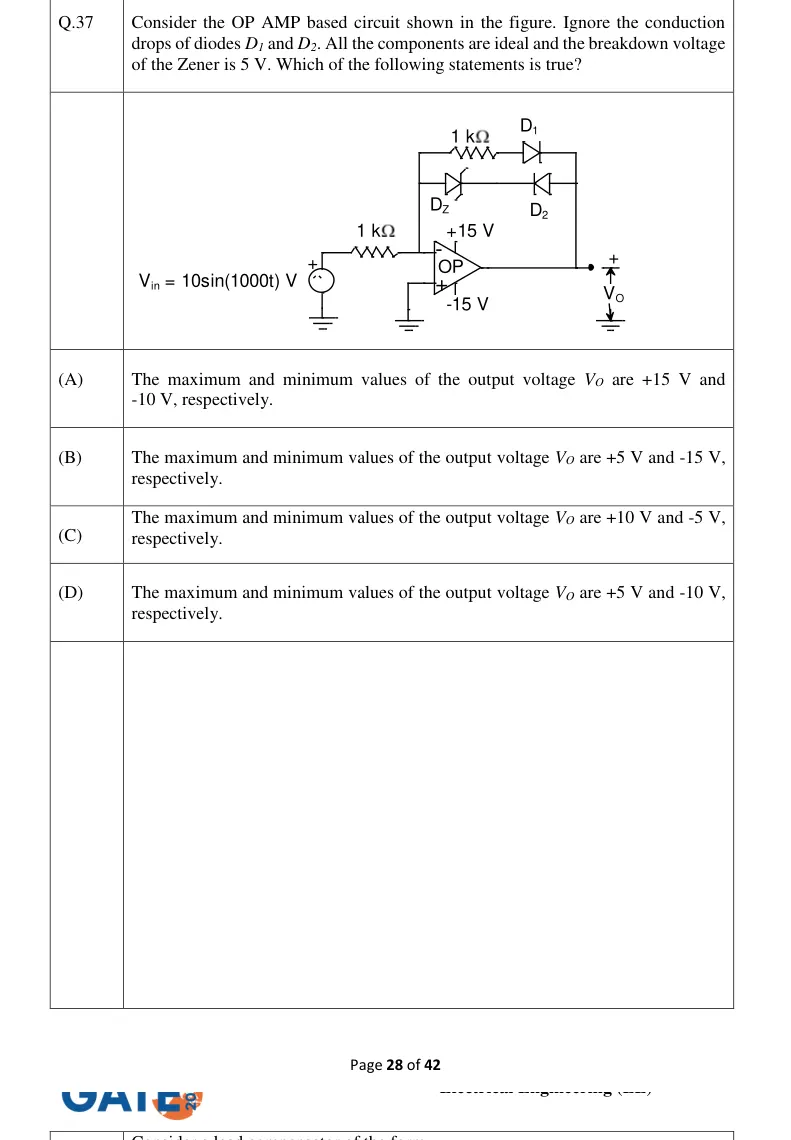 Q.37
Consider the OP AMP based circuit shown in the figure. Ignore the conduction
drops of diodes D1 and D2. All the components are ideal and the breakdown voltage
of the Zener is 5 V. Which of the following statements is true?
D1
1 kΩ
DZ
D2
1 kΩ
+15 V
-
OP
+
+
+
Vin = 10sin(1000t) V
VO
-15 V
(A)
The maximum and minimum values of the output voltage VO are +15 V and
-10 V, respectively.
(B)
The maximum and minimum values of the output voltage VO are +5 V and -15 V,
respectively.
(C)
The maximum and minimum values of the output voltage VO are +10 V and -5 V,
respectively.
(D)
The maximum and minimum values of the output voltage VO are +5 V and -10 V,
respectively.
Page 28 of 42
GATE
20